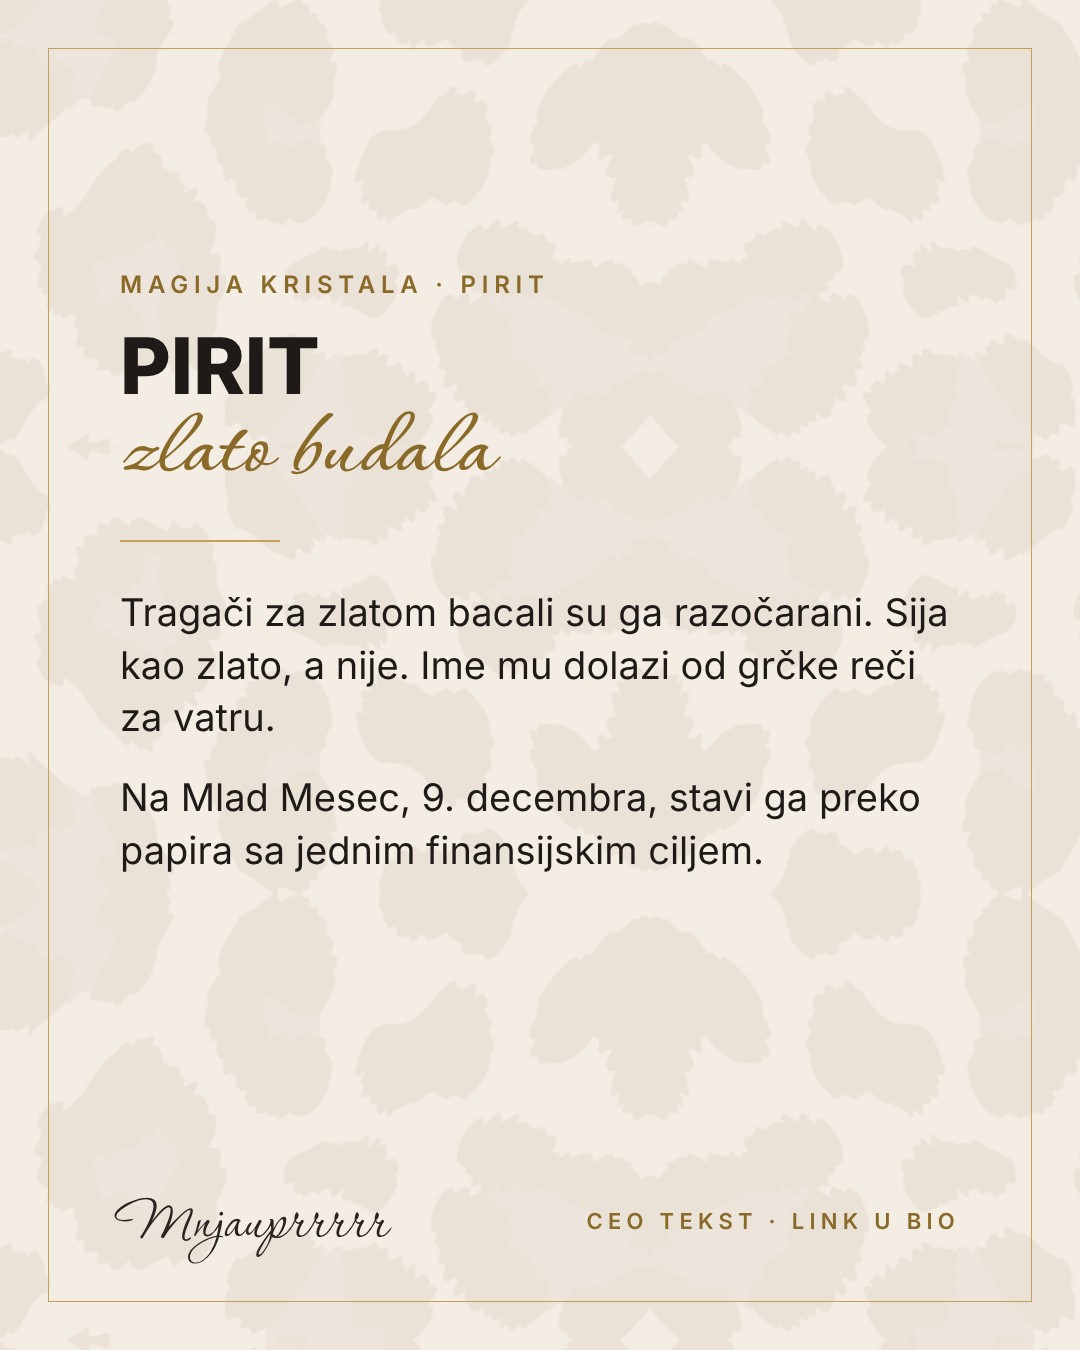 MAGIJA KRISTALA · PIRIT
PIRIT
zlato budala
Tragači za zlatom bacali su ga razočarani. Sija
kao zlato, a nije. Ime mu dolazi od grčke reči
za vatru.
Na Mlad Mesec, 9. decembra, stavi ga preko
papira sa jednim finansijskim ciljem.
Mnjauprrrrr
CEO TEKST · LINK U BIO